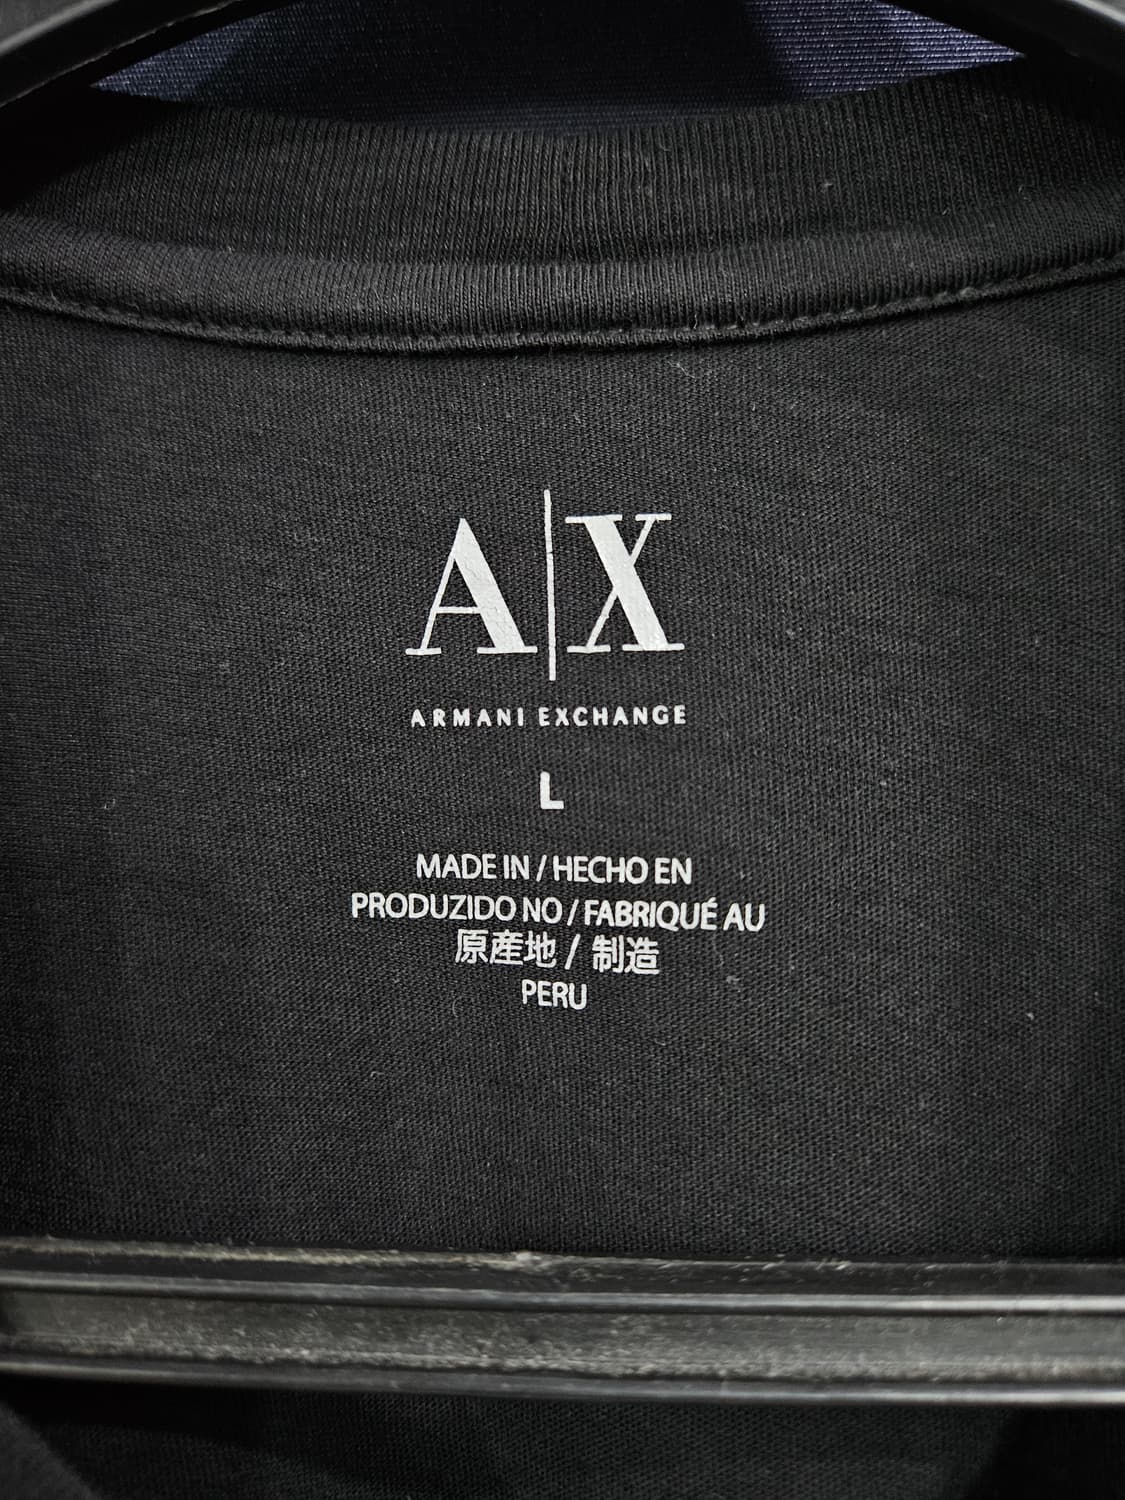 A|X
ARMANI EXCHANGE
L
MADE IN / HECHO EN
PRODUZIDO NO / FABRIQUÉ AU
原産地 / 制造
PERU